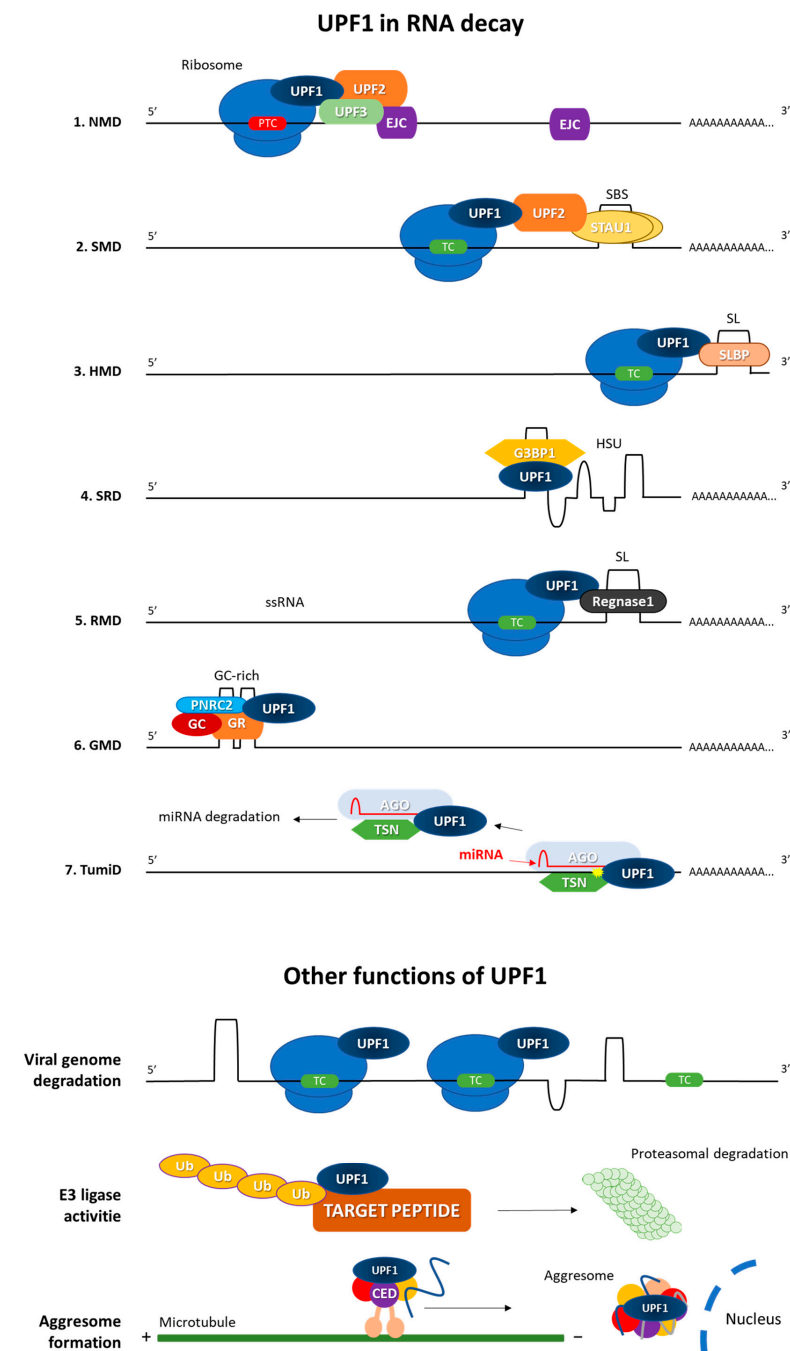 UPF1 in RNA decay
Ribosome
1. NMD
5’
PTC
UPF1
UPF2
UPF3
EJC
EJC
AAAAAAAAAAA...
3’
2. SMD
5’
TC
UPF1
UPF2
SBS
STAU1
AAAAAAAAAAA...
3’
3. HMD
5’
TC
UPF1
SL
SLBP
3’
4. SRD
5’
G3BP1
UPF1
HSU
AAAAAAAAAAA...
3’
5. RMD
5’
ssRNA
TC
UPF1
SL
Regnase1
AAAAAAAAAAA...
3’
6. GMD
5’
GC-rich
PNRC2
GC
GR
UPF1
AAAAAAAAAAA...
3’
miRNA degradation
AGO
TSN
UPF1
7. TumiD
5’
miRNA
AGO
TSN
UPF1
AAAAAAAAAAA...
3’
Other functions of UPF1
Viral genome
degradation
5’
TC
UPF1
TC
UPF1
TC
3’
E3 ligase
activitie
Ub
Ub
Ub
Ub
UPF1
TARGET PEPTIDE
Proteasomal degradation
Aggresome
formation
+
Microtubule
UPF1
CED
–
Aggresome
UPF1
Nucleus